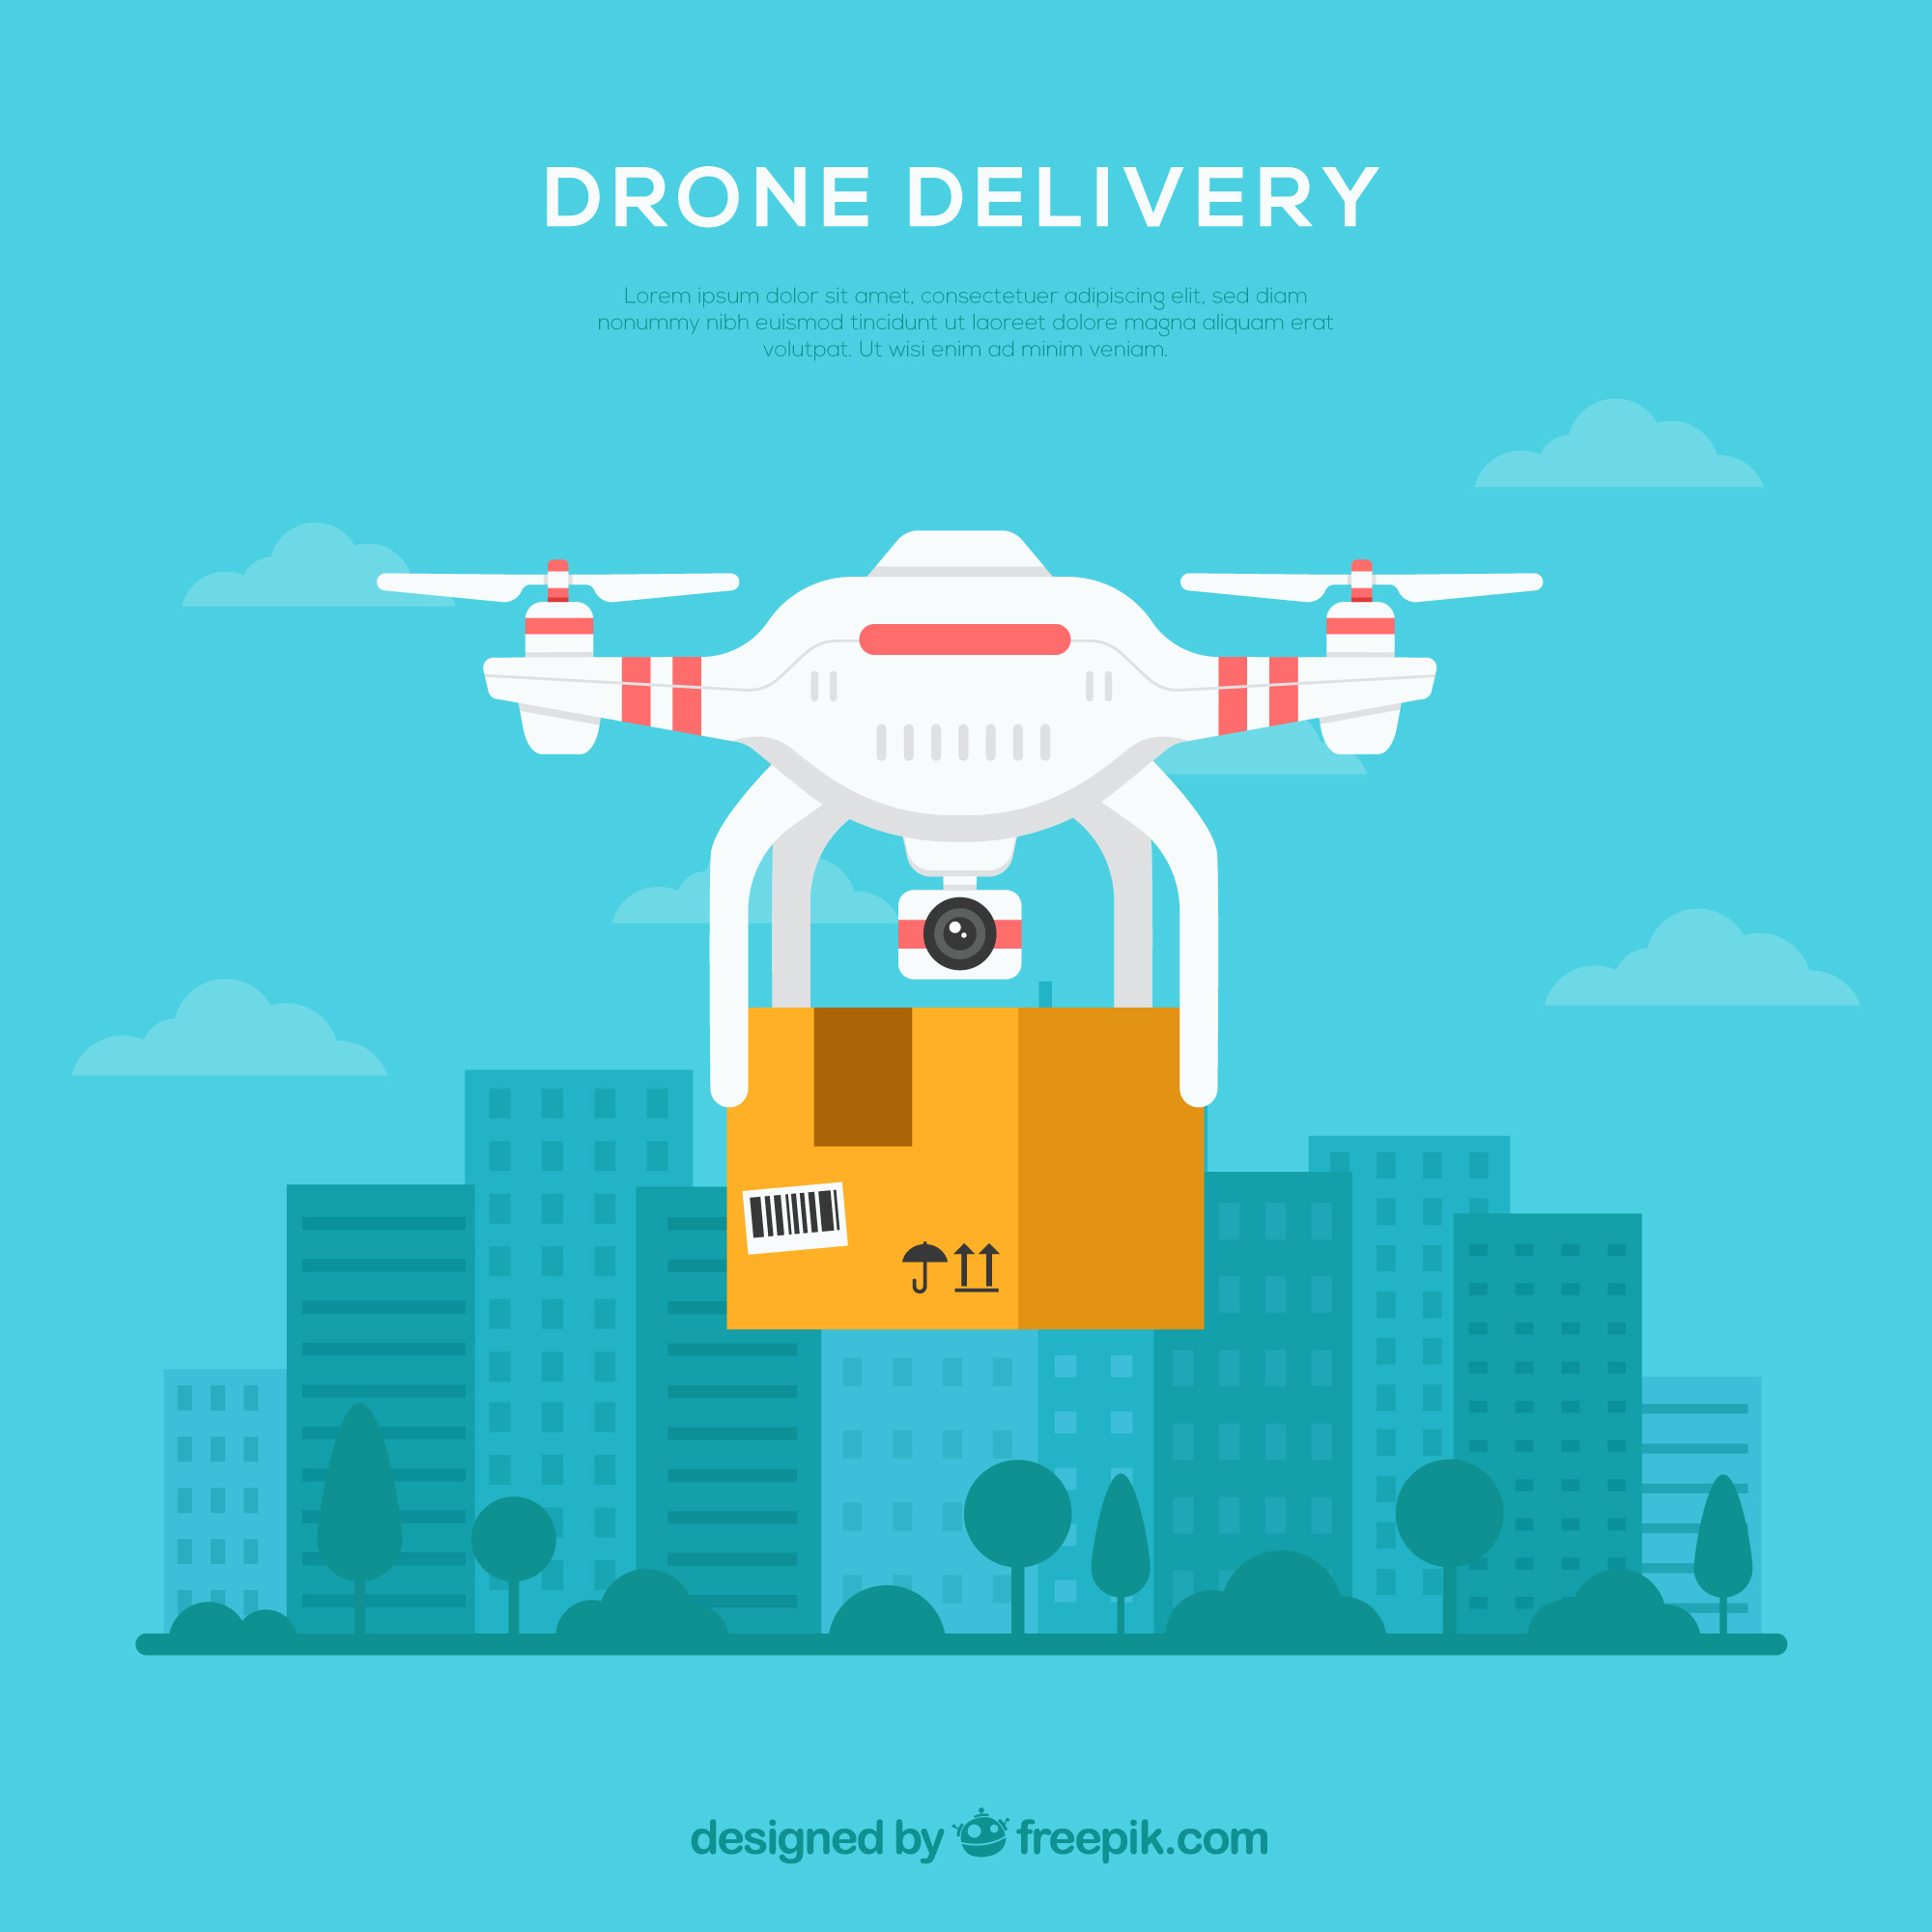 DRONE DELIVERY
Lorem ipsum dolor sit amet, consectetuer adipiscing elit, sed diam
nonummy nibh euismod tincidunt ut laoreet dolore magna aliquam erat
volutpat. Ut wisi enim ad minim veniam.
designed by freepik.com